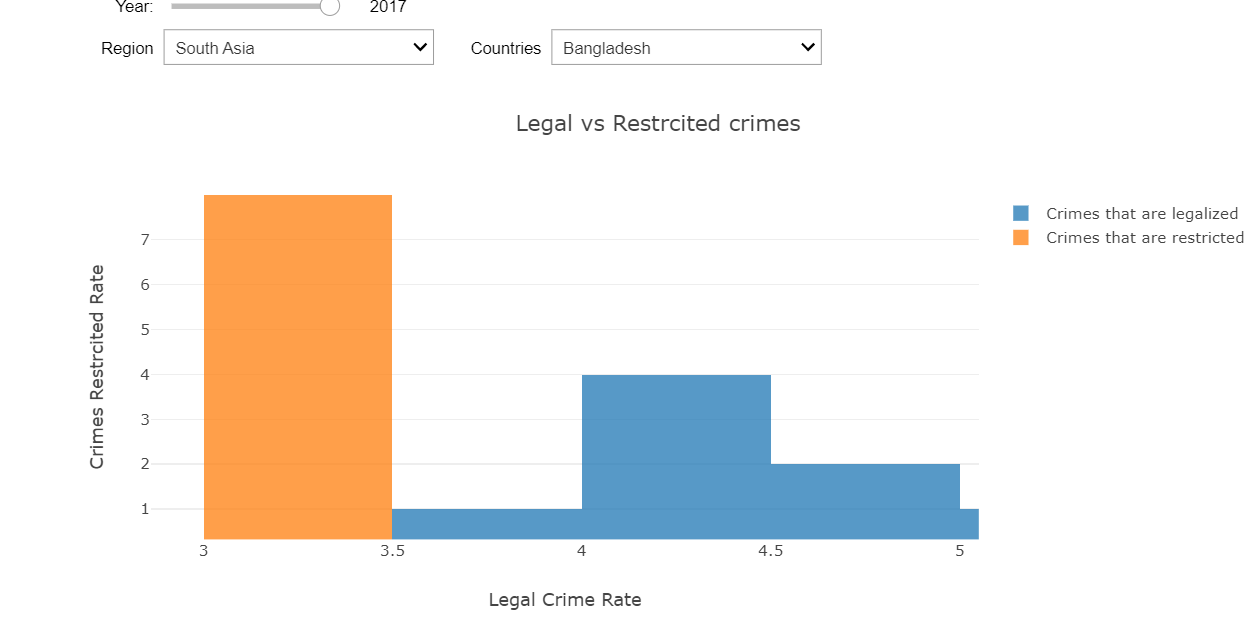 Year: 2017
Region South Asia Countries Bangladesh
Legal vs Restrcited crimes
Crimes that are legalized
Crimes that are restricted
Crimes Restrcited Rate
7
6
5
4
3
2
1
3 3.5 4 4.5 5
Legal Crime Rate